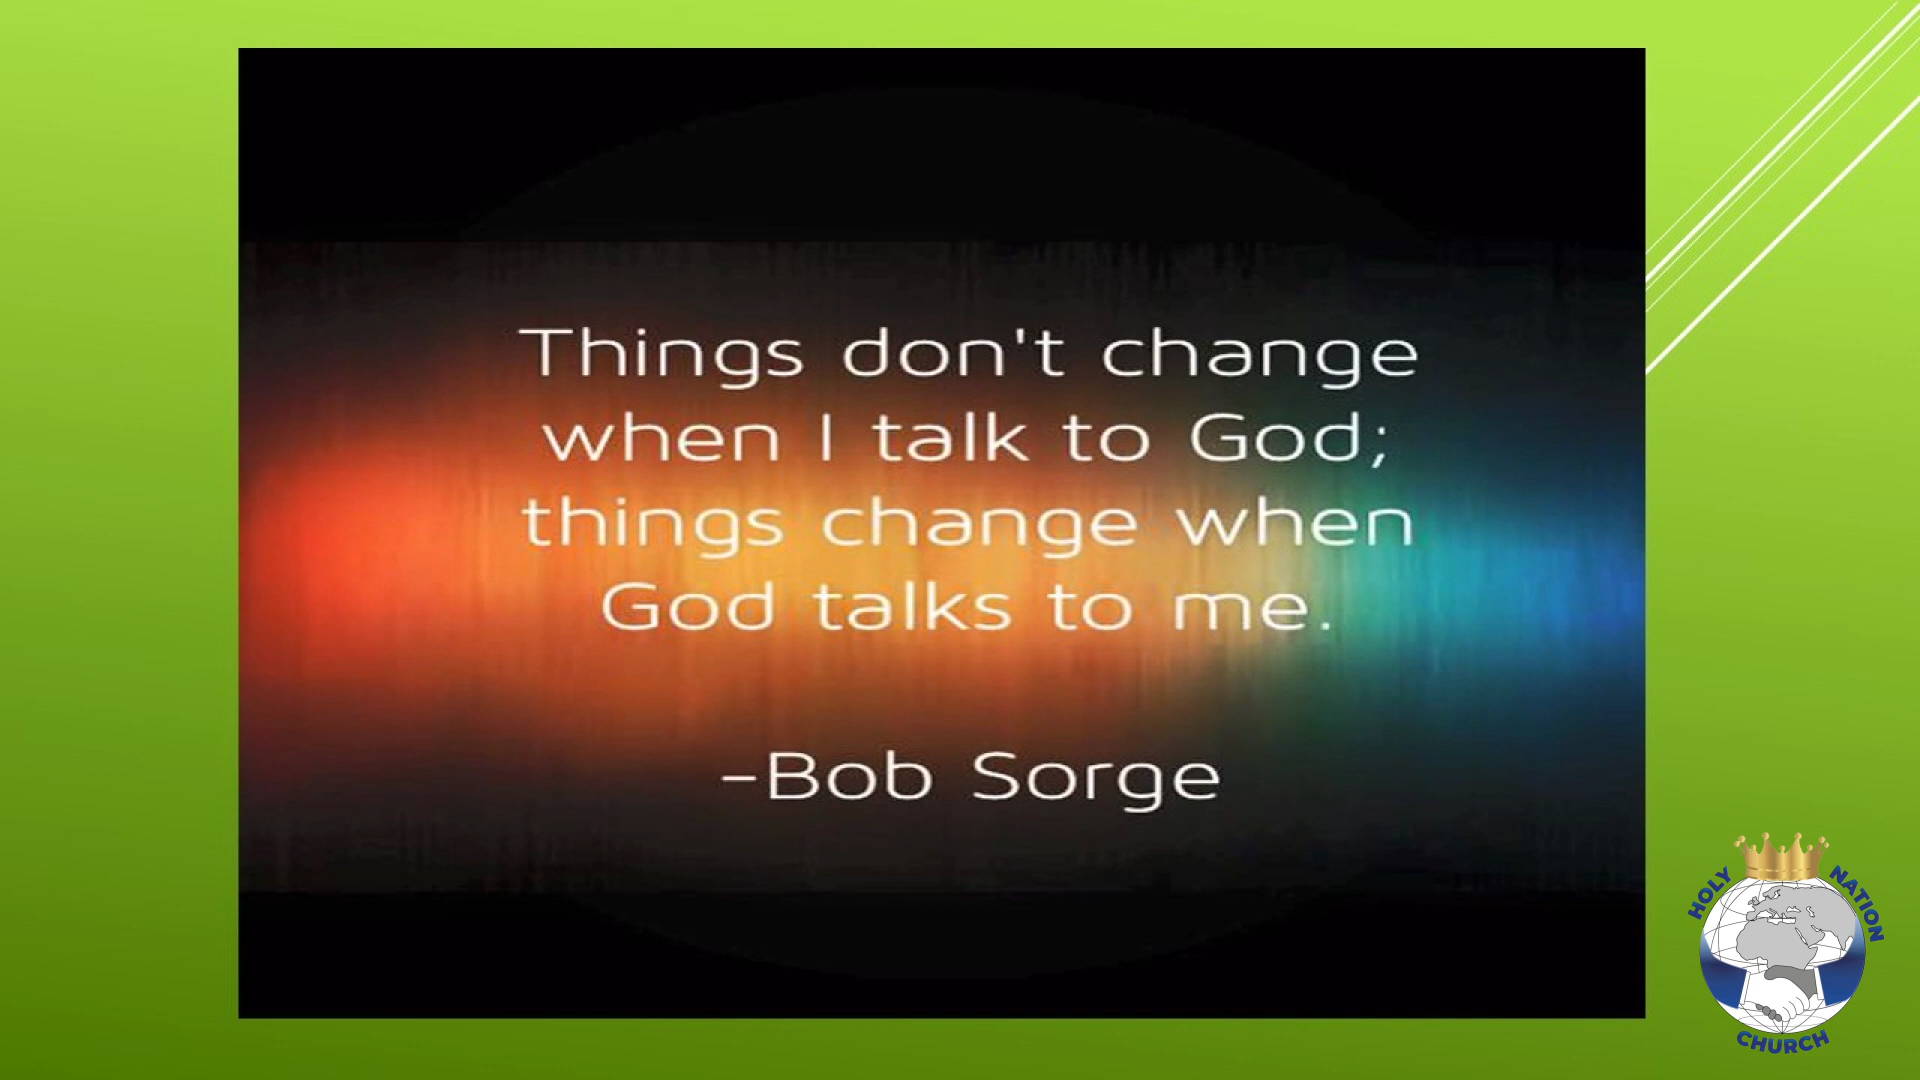 Things don't change
when I talk to God;
things change when
God talks to me.
-Bob Sorge
HOLY NATION
CHURCH